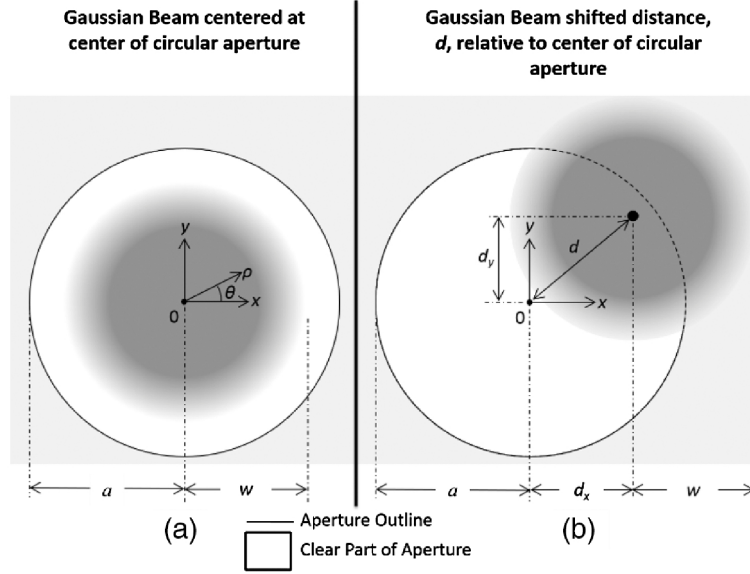 Gaussian Beam centered at
center of circular aperture
Gaussian Beam shifted distance,
d, relative to center of circular
aperture
y
ρ
θ
x
0
a
w
(a)
y
d
dy
x
0
a
dx
w
(b)
Aperture Outline
Clear Part of Aperture